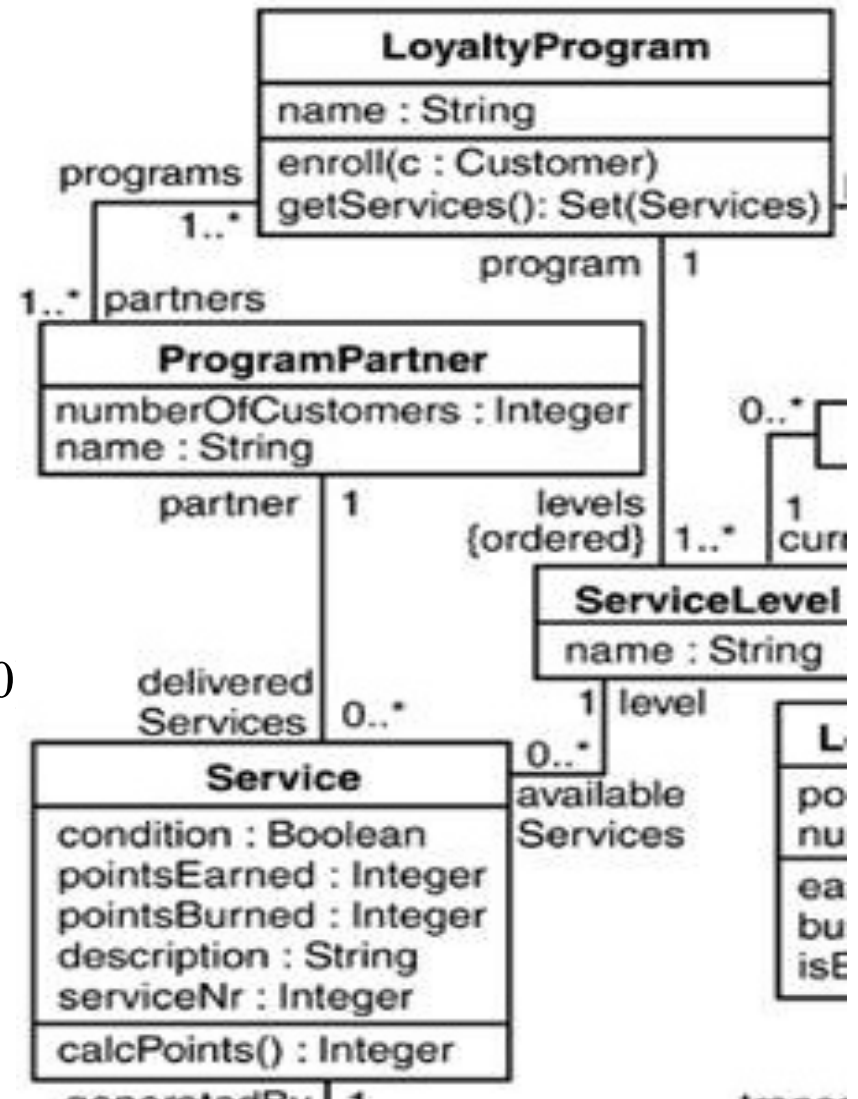 LoyaltyProgram
name : String
enroll(c : Customer)
getServices(): Set(Services)
programs
1..*
program 1
1..* partners
ProgramPartner
numberOfCustomers : Integer
name : String
0..*
partner 1
levels
{ordered} 1..*
1
ServiceLevel
name : String
delivered
Services 0..*
1 level
0..*
available
Services
Service
condition : Boolean
pointsEarned : Integer
pointsBurned : Integer
description : String
serviceNr : Integer
calcPoints() : Integer